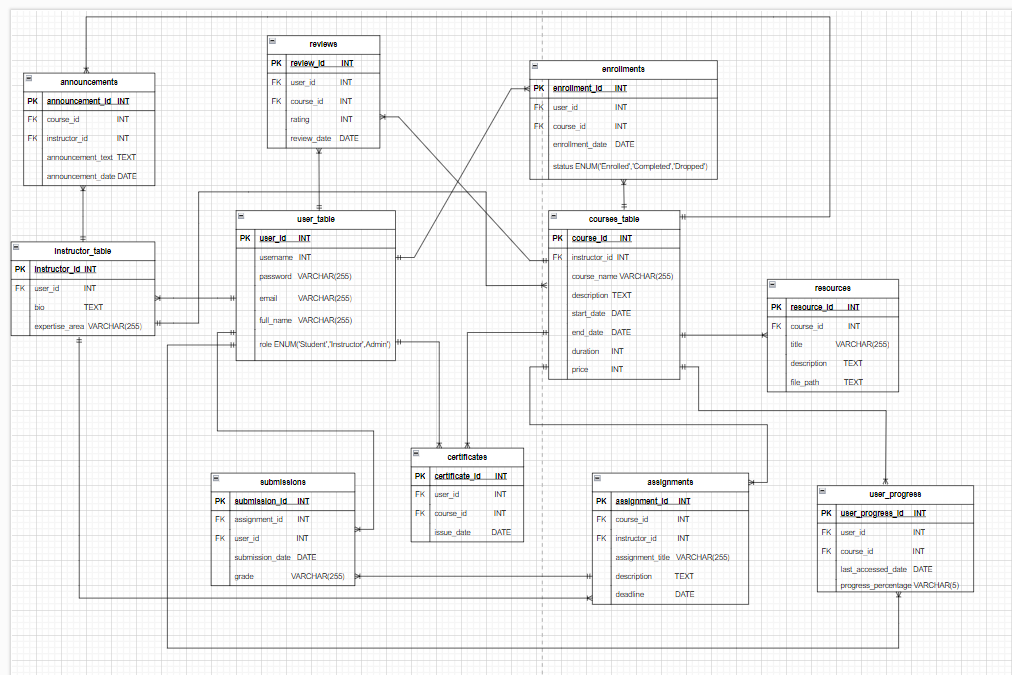 reviews
PK review_id INT
FK user_id INT
FK course_id INT
rating INT
review_date DATE
enrollments
PK enrollment_id INT
FK user_id INT
FK course_id INT
enrollment_date DATE
status ENUM('Enrolled','Completed','Dropped')
announcements
PK announcement_id INT
FK course_id INT
FK instructor_id INT
announcement_text TEXT
announcement_date DATE
user_table
PK user_id INT
username INT
password VARCHAR(255)
email VARCHAR(255)
full_name VARCHAR(255)
role ENUM('Student','Instructor',Admin')
courses_table
PK course_id INT
FK instructor_id INT
course_name VARCHAR(255)
description TEXT
start_date DATE
end_date DATE
duration INT
price INT
instructor_table
PK instructor_id INT
FK user_id INT
bio TEXT
expertise_area VARCHAR(255)
resources
PK resource_id INT
FK course_id INT
title VARCHAR(255)
description TEXT
file_path TEXT
certificates
PK certificate_id INT
FK user_id INT
FK course_id INT
issue_date DATE
submissions
PK submission_id INT
FK assignment_id INT
FK user_id INT
submission_date DATE
grade VARCHAR(255)
assignments
PK assignment_id INT
FK course_id INT
FK instructor_id INT
assignment_title VARCHAR(255)
description TEXT
deadline DATE
user_progress
PK user_progress_id INT
FK user_id INT
FK course_id INT
last_accessed_date DATE
progress_percentage VARCHAR(5)